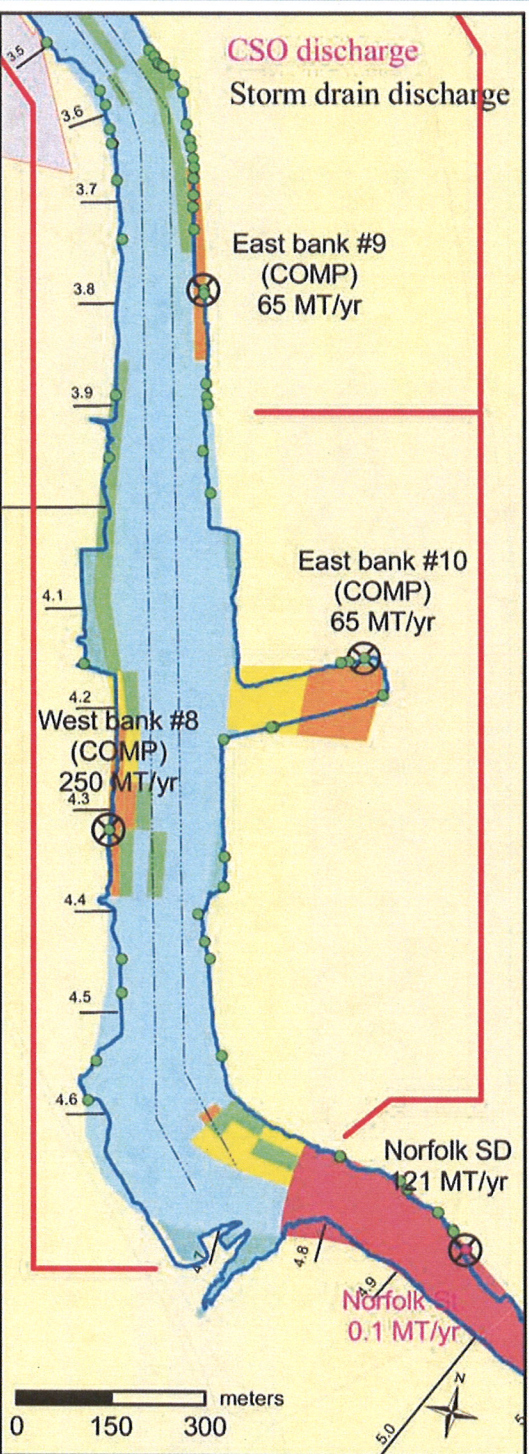 CSO discharge
Storm drain discharge
3.5
3.6
3.7
3.8
3.9
East bank #9
(COMP)
65 MT/yr
East bank #10
(COMP)
65 MT/yr
4.1
4.2
West bank #8
(COMP)
250 MT/yr
4.3
4.4
4.5
4.6
Norfolk SD
121 MT/yr
4.7
4.8
4.9
Norfolk St.
0.1 MT/yr
N
5.0
meters
0 150 300